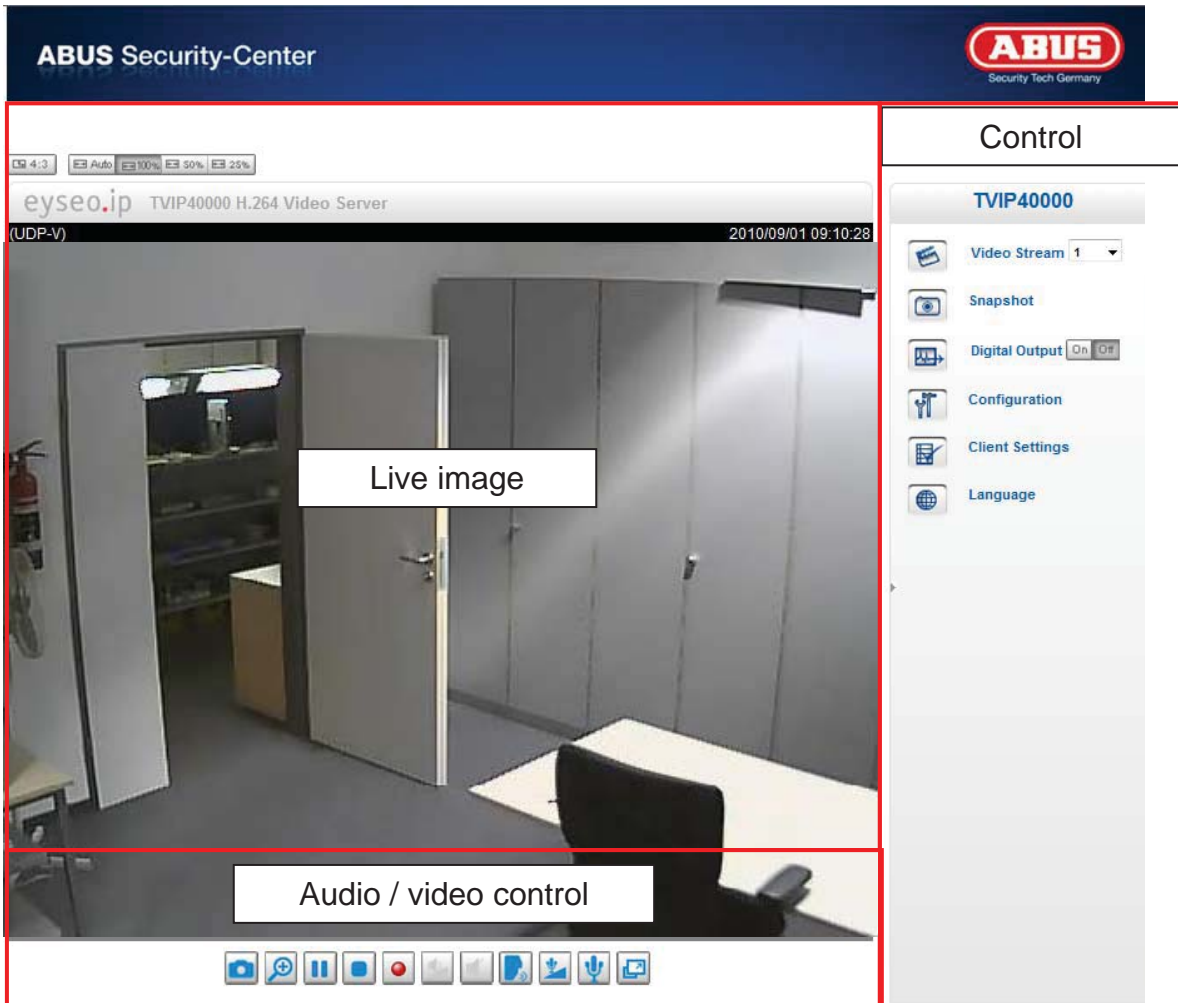 ABUS Security-Center
ABUS
Security Tech Germany
Control
4:3
Auto 100% 50% 25%
eyseo.ip TVIP40000 H.264 Video Server
(UDP-V) 2010/09/01 09:10:28
TVIP40000
Video Stream 1
Snapshot
Digital Output On Off
Configuration
Client Settings
Language
Live image
Audio / video control